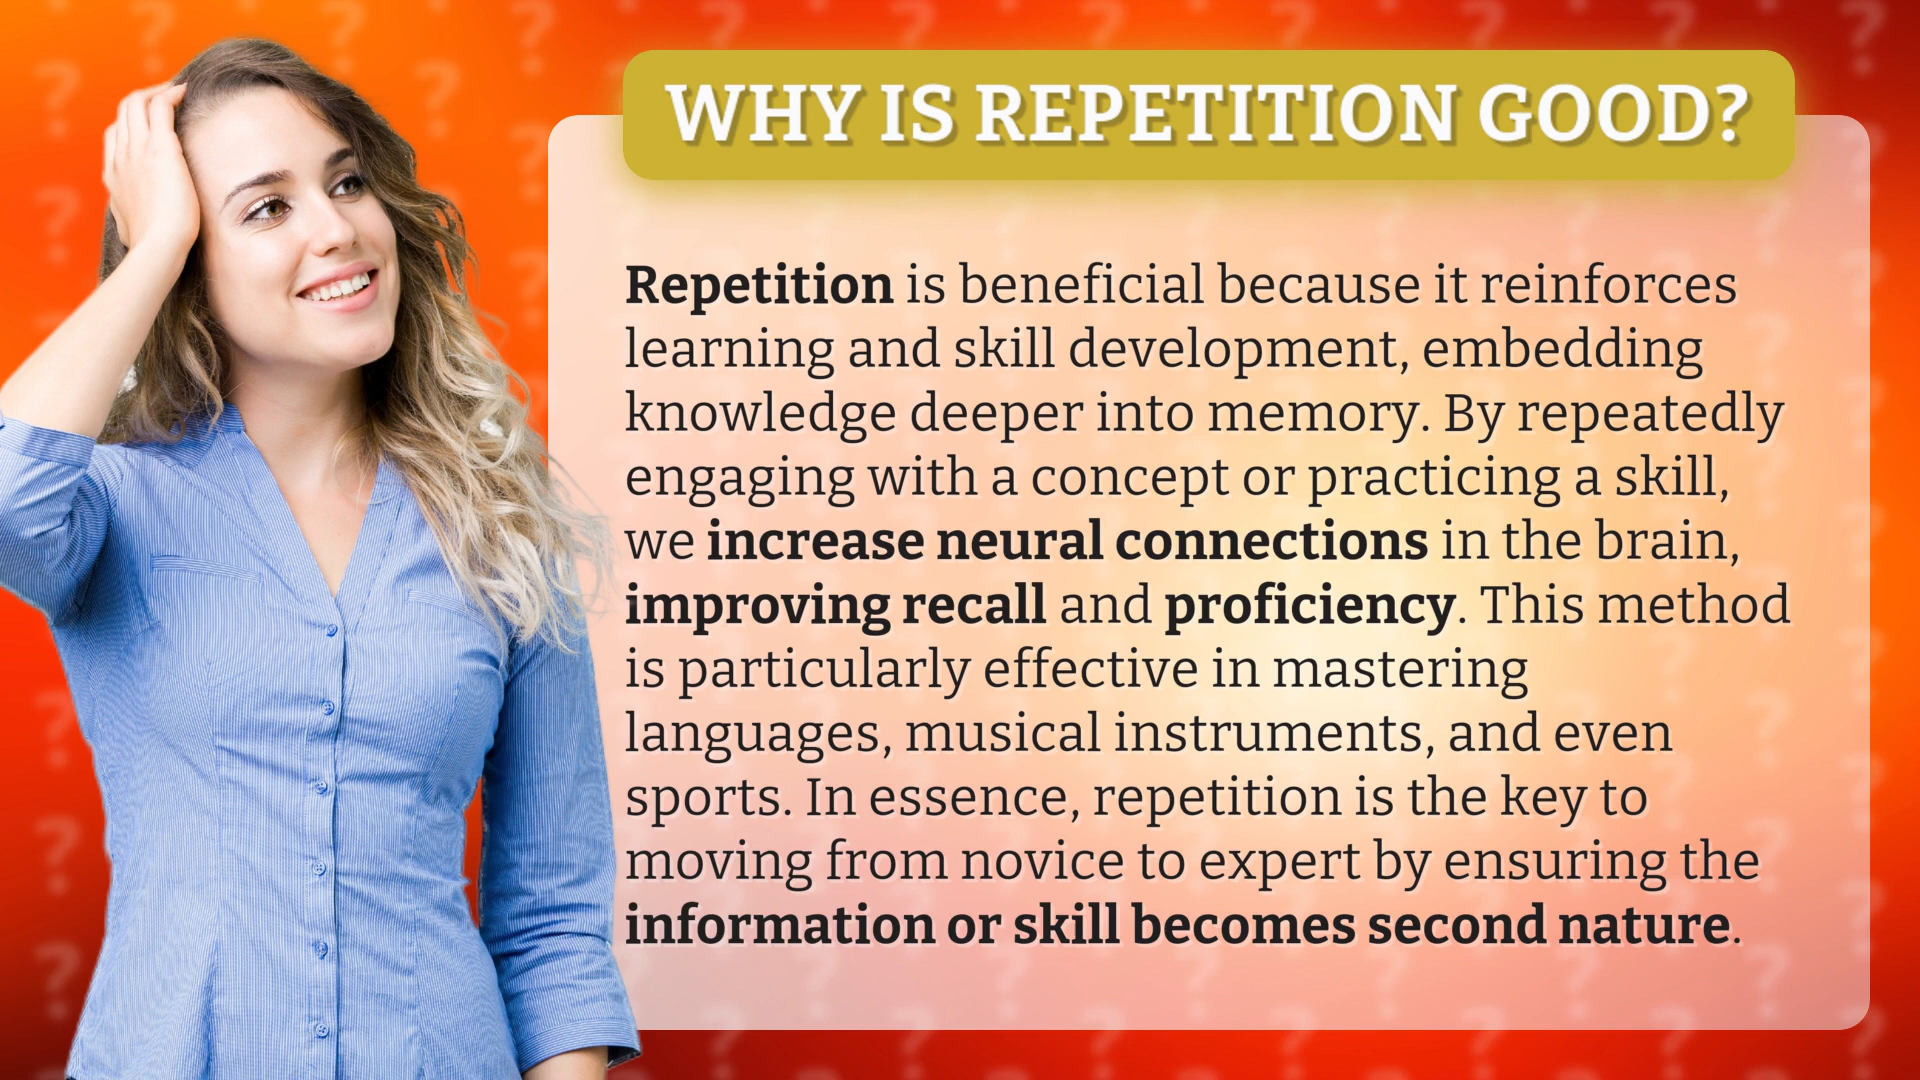 WHY IS REPETITION GOOD?
Repetition is beneficial because it reinforces
learning and skill development, embedding
knowledge deeper into memory. By repeatedly
engaging with a concept or practicing a skill,
we increase neural connections in the brain,
improving recall and proficiency. This method
is particularly effective in mastering
languages, musical instruments, and even
sports. In essence, repetition is the key to
moving from novice to expert by ensuring the
information or skill becomes second nature.